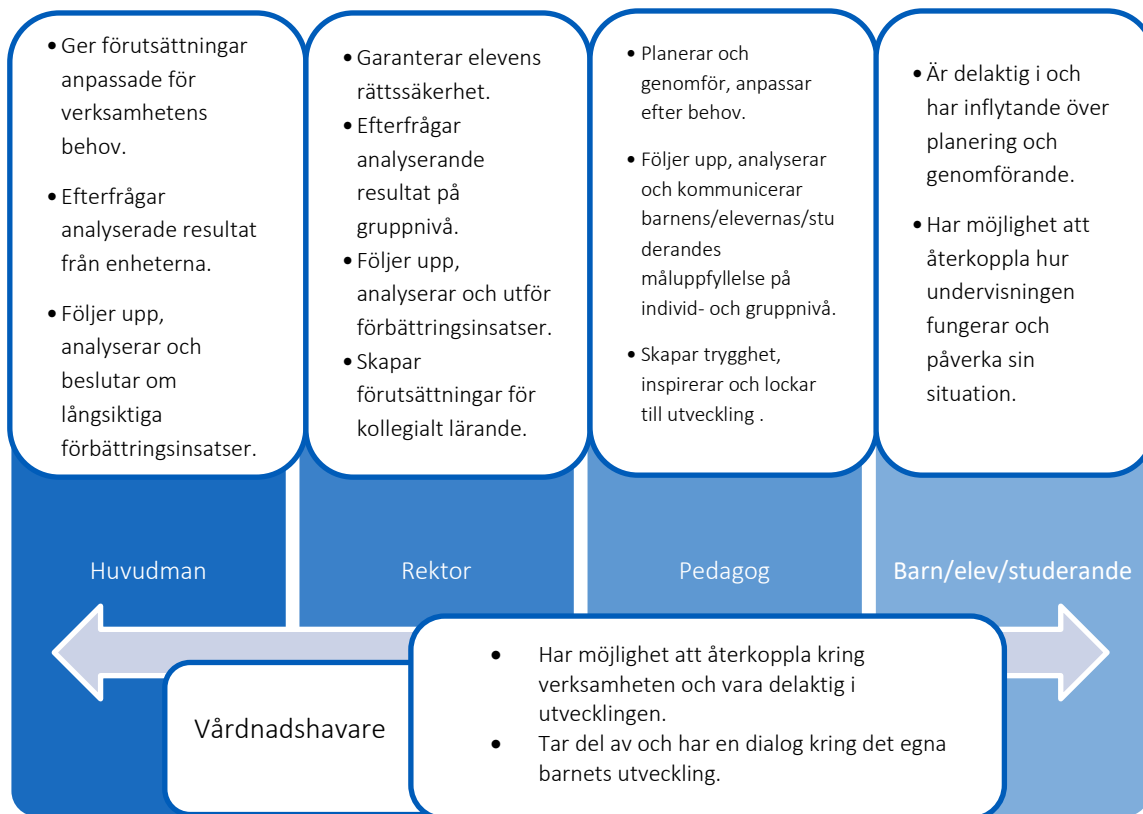 • Ger förutsättningar
anpassade för
verksamhetens
behov.
• Efterfrågar
analyserade resultat
från enheterna.
• Följer upp,
analyserar och
beslutar om
långsiktiga
förbättringsinsatser.
• Garanterar elevens
rättssäkerhet.
• Efterfrågar
analyserande
resultat på
gruppnivå.
• Följer upp,
analyserar och utför
förbättringsinsatser.
• Skapar
förutsättningar för
kollegialt lärande.
• Planerar och
genomför, anpassar
efter behov.
• Följer upp, analyserar
och kommunicerar
barnens/elevernas/stu
derandes
måluppfyllelse på
individ- och gruppnivå.
• Skapar trygghet,
inspirerar och lockar
till utveckling .
• Är delaktig i och
har inflytande över
planering och
genomförande.
• Har möjlighet att
återkoppla hur
undervisningen
fungerar och
påverka sin
situation.
Huvudman
Rektor
Pedagog
Barn/elev/studerande
Vårdnadshavare
• Har möjlighet att återkoppla kring
verksamheten och vara delaktig i
utvecklingen.
• Tar del av och har en dialog kring det egna
barnets utveckling.